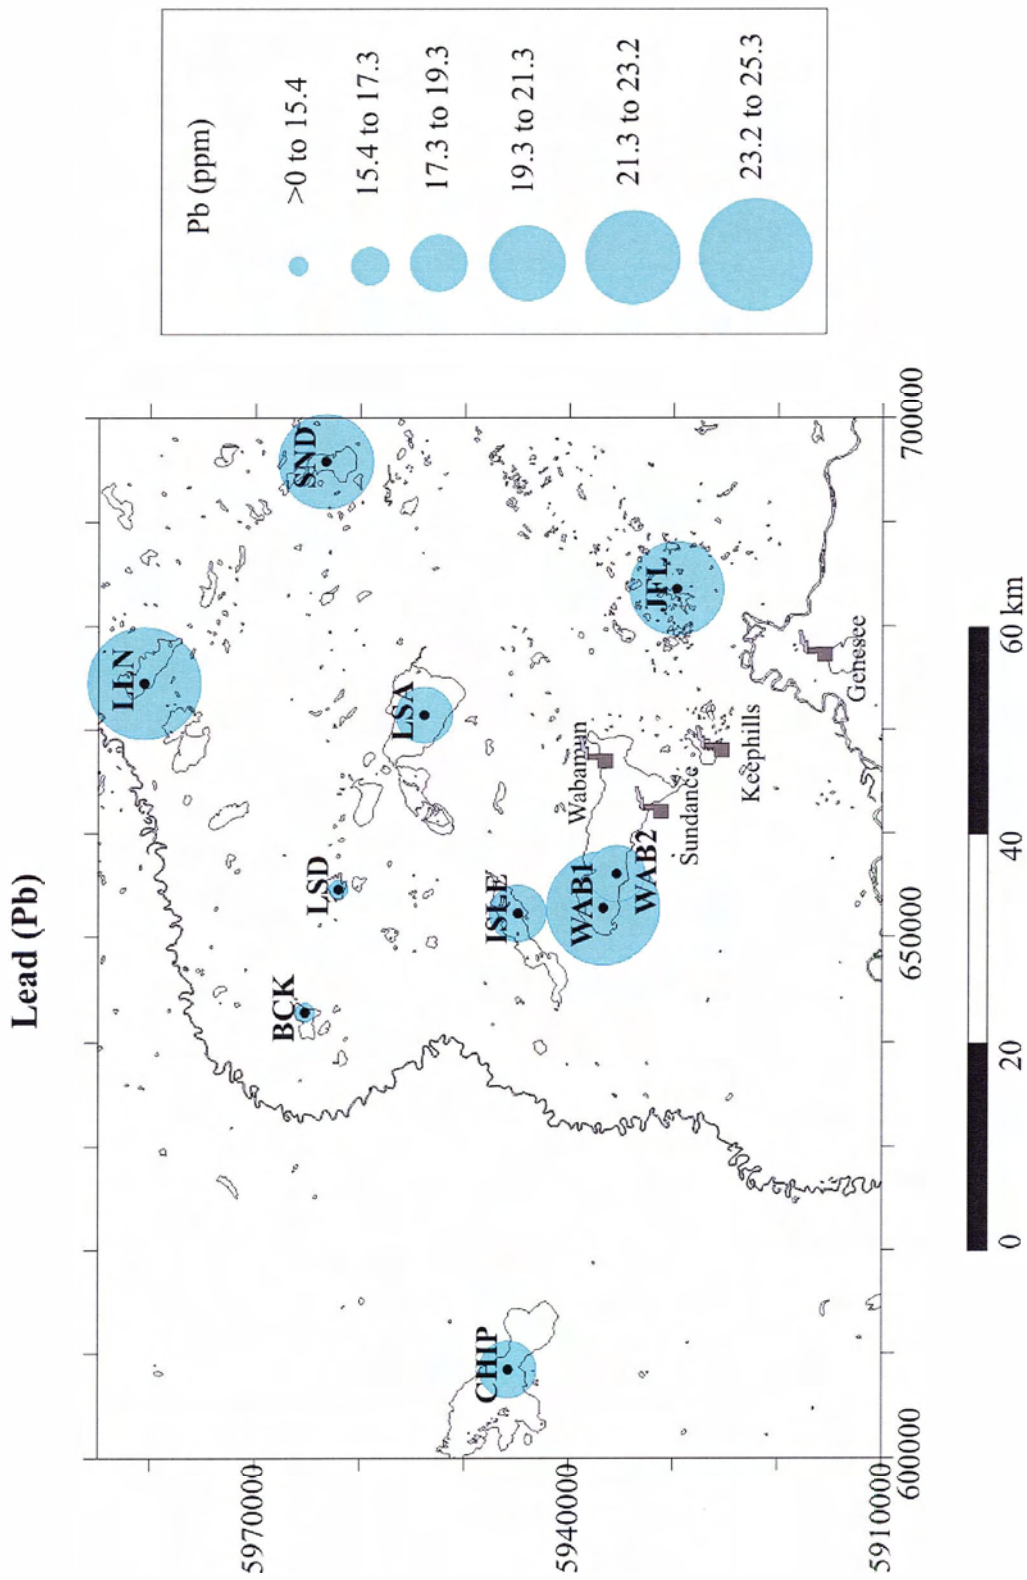 Lead (Pb)
Pb (ppm)
>0 to 15.4
15.4 to 17.3
17.3 to 19.3
19.3 to 21.3
21.3 to 23.2
23.2 to 25.3
5970000
5940000
5910000
600000
650000
700000
LLN
SND
BCK
LSD
LSA
CHIP
ISLE
JFL
WAB1
WAB2
Wabamun
Sundance
Keephills
Genesee
0
20
40
60 km